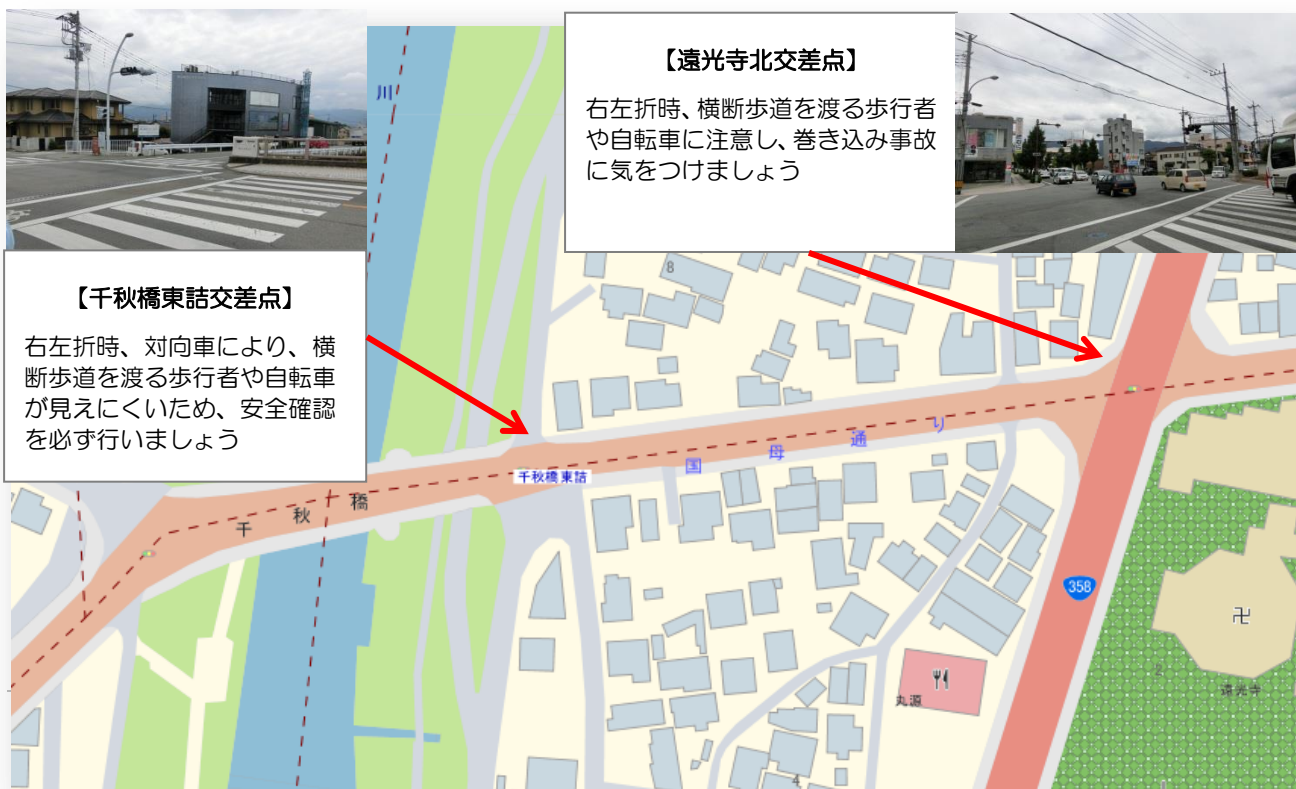 【遠光寺北交差点】
右左折時、横断歩道を渡る歩行者
や自転車に注意し、巻き込み事故
に気をつけましょう
【千秋橋東詰交差点】
右左折時、対向車により、横
断歩道を渡る歩行者や自転車
が見えにくいため、安全確認
を必ず行いましょう
川
8
千秋橋東詰
国母通り
千秋橋
358
卍
遠光寺
2
丸源
4